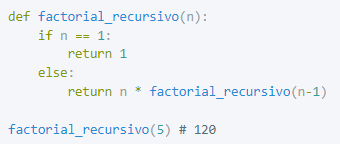 def factorial_recursivo(n):
    if n == 1:
        return 1
    else:
        return n * factorial_recursivo(n-1)

factorial_recursivo(5) # 120